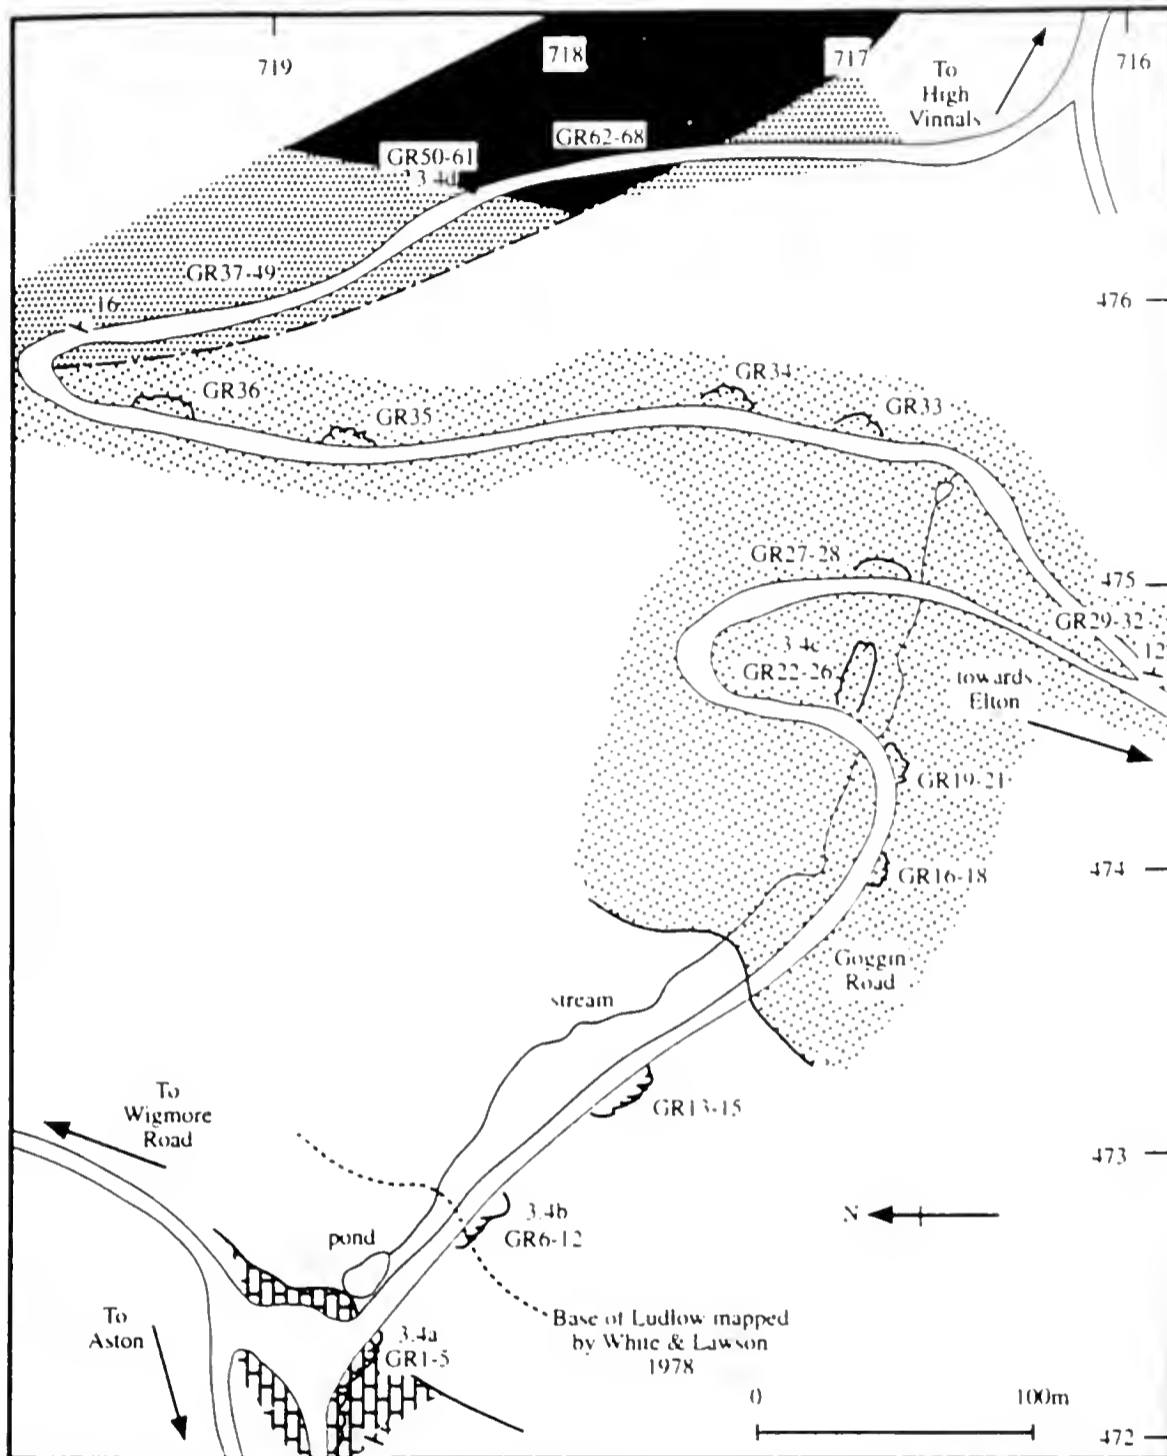 719
718
717
716
To
High
Vinnals
GR62-68
GR50-61
3.4d
GR37-49
16
476
GR36
GR35
GR34
GR33
GR27-28
475
GR29-32
12
3.4c
GR22-26
towards
Elton
GR19-21
474
GR16-18
Goggin
Road
stream
GR13-15
To
Wigmore
Road
473
N
3.4b
GR6-12
pond
To
Aston
3.4a
GR1-5
Base of Ludlow mapped
by White & Lawson
1978
0
100m
472